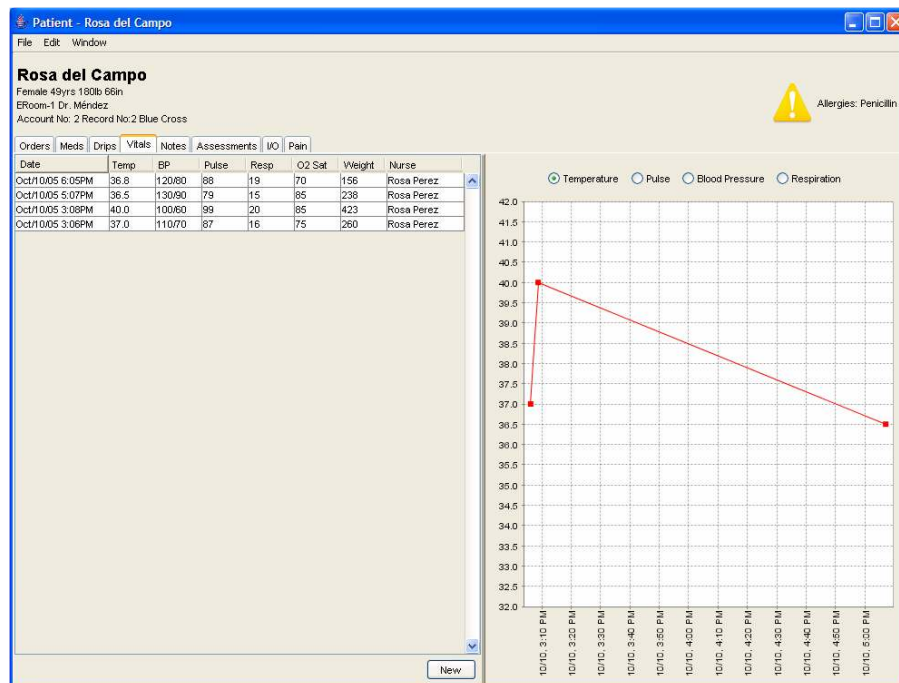 Patient - Rosa del Campo
File Edit Window
Rosa del Campo
Female 49yrs 180lb 66in
ERoom-1 Dr. Méndez
Account No: 2 Record No:2 Blue Cross
Allergies: Penicillin
Orders Meds Drips Vitals Notes Assessments I/O Pain
Date Temp BP Pulse Resp O2 Sat Weight Nurse
Oct/10/05 6:05PM 36.8 120/80 88 19 70 156 Rosa Perez
Oct/10/05 5:07PM 36.5 130/90 79 15 85 238 Rosa Perez
Oct/10/05 3:08PM 40.0 100/60 99 20 85 423 Rosa Perez
Oct/10/05 3:06PM 37.0 110/70 87 16 75 260 Rosa Perez
New
Temperature Pulse Blood Pressure Respiration
42.0
41.5
41.0
40.5
40.0
39.5
39.0
38.5
38.0
37.5
37.0
36.5
36.0
35.5
35.0
34.5
34.0
33.5
33.0
32.5
32.0
10/10, 3:10 PM
10/10, 3:20 PM
10/10, 3:30 PM
10/10, 3:40 PM
10/10, 3:50 PM
10/10, 4:00 PM
10/10, 4:10 PM
10/10, 4:20 PM
10/10, 4:30 PM
10/10, 4:40 PM
10/10, 4:50 PM
10/10, 5:00 PM